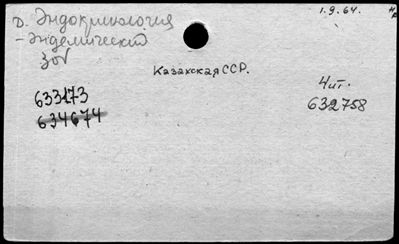 D. Эндокринология
1.9.64.
- Эндемический
зоб
Казахская ССР.
Чит.
633173
632758
634674